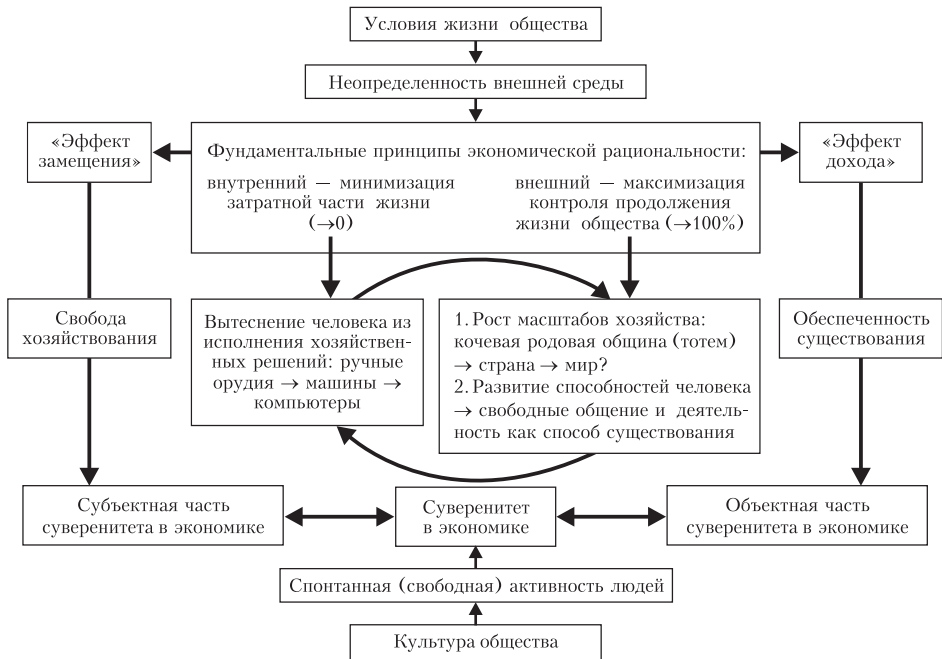 Условия жизни общества
Неопределенность внешней среды
«Эффект
замещения»
Фундаментальные принципы экономической рациональности:
внутренний — минимизация
затратной части жизни
(→0)
внешний — максимизация
контроля продолжения
жизни общества (→100%)
«Эффект
дохода»
Свобода
хозяйствования
Вытеснение человека из
исполнения хозяйствен-
ных решений: ручные
орудия → машины →
компьютеры
1. Рост масштабов хозяйства:
кочевая родовая община (тотем)
→ страна → мир?
2. Развитие способностей человека
→ свободные общение и деятель-
ность как способ существования
Обеспеченность
существования
Субъектная часть
суверенитета в экономике
Суверенитет
в экономике
Объектная часть
суверенитета в экономике
Спонтанная (свободная) активность людей
Культура общества